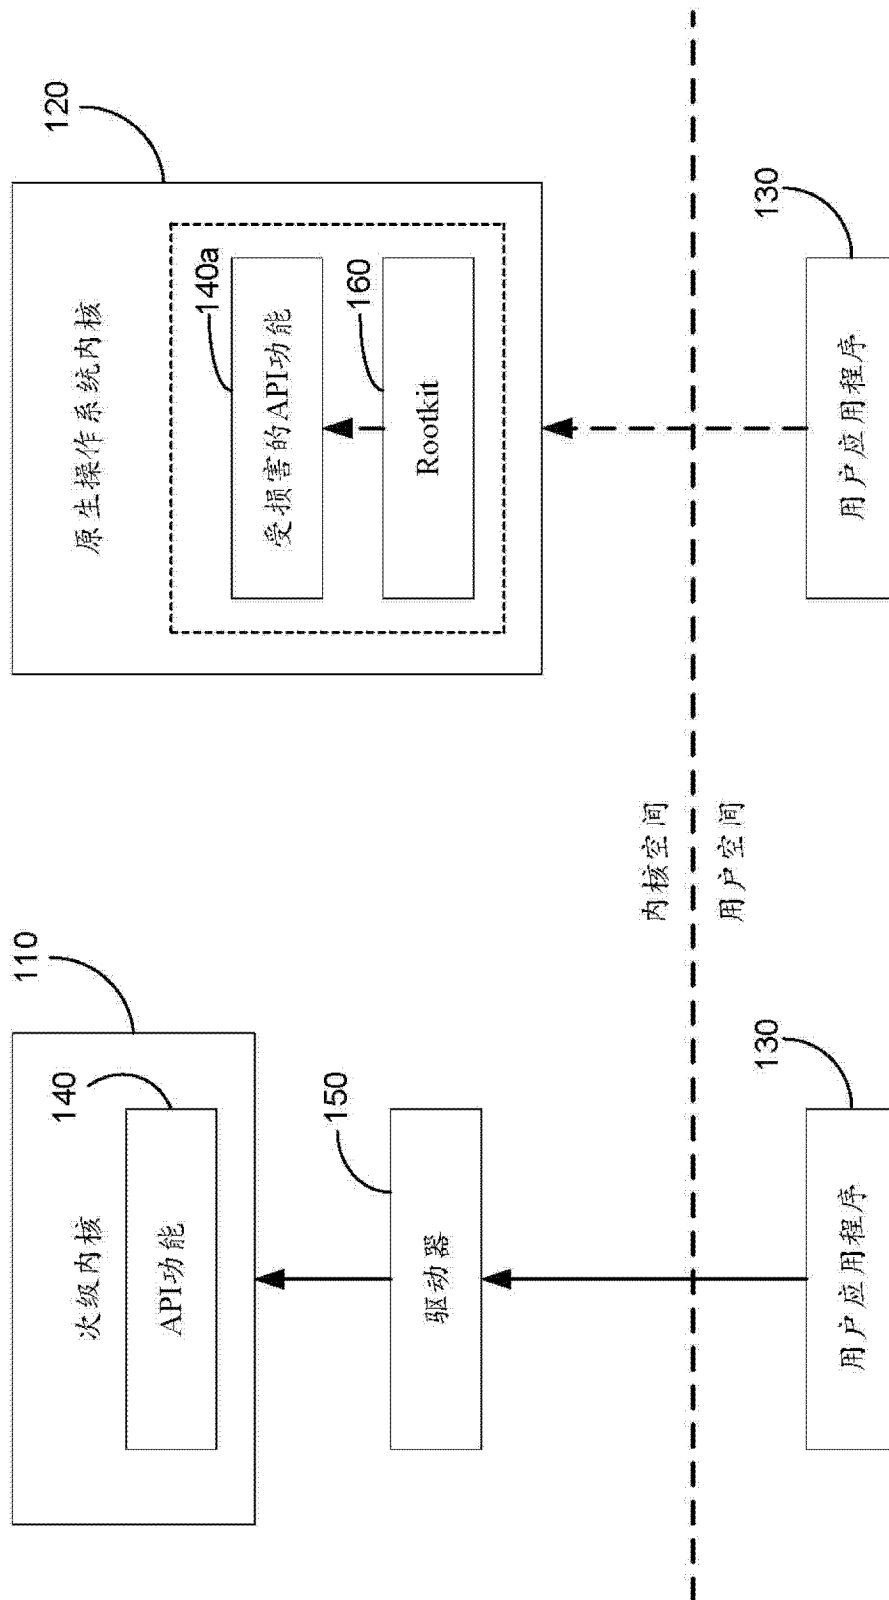 110
次级内核
140
API功能
150
驱动器
130
用户应用程序
内核空间
用户空间
120
原生操作系统内核
140a
受损害的API功能
160
Rootkit
130
用户应用程序